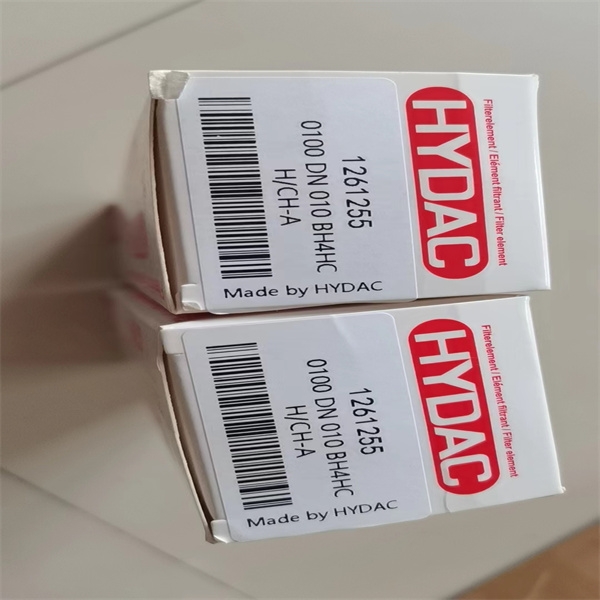 Filterelement / Elément filtrant / Filter element
HYDAC
1261255
0100 DN 010 BH4HC
H/CH-A
Made by HYDAC
Filterelement / Elément filtrant / Filter element
HYDAC
1261255
0100 DN 010 BH4HC
H/CH-A
Made by HYDAC